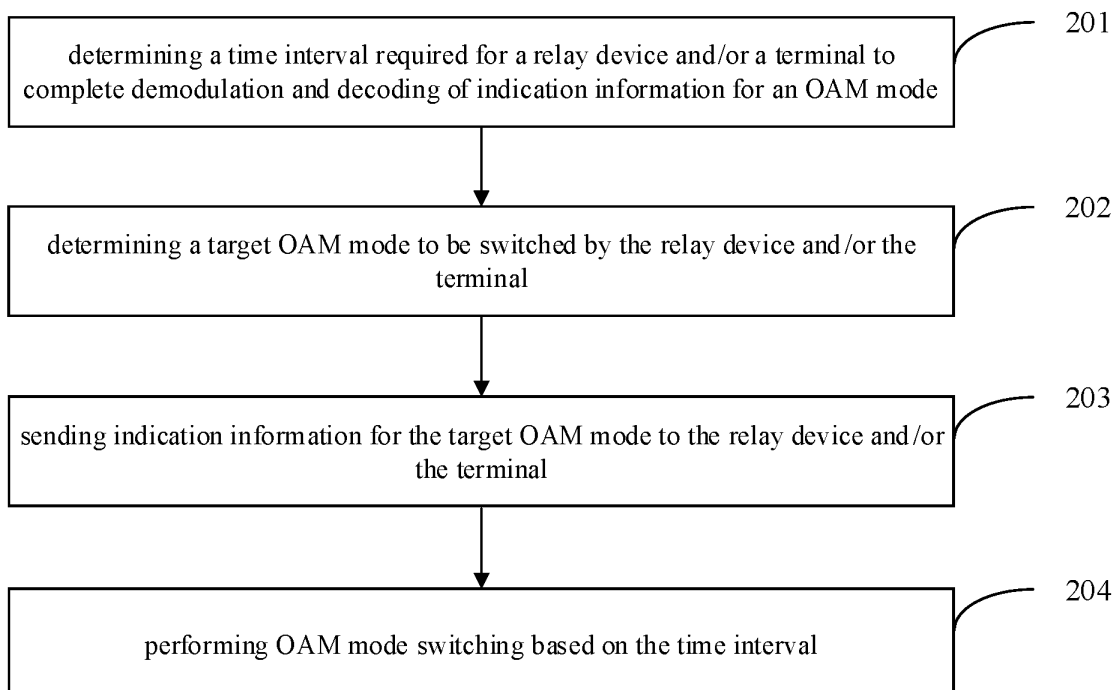 201
determining a time interval required for a relay device and/or a terminal to
complete demodulation and decoding of indication information for an OAM mode
202
determining a target OAM mode to be switched by the relay device and/or the
terminal
203
sending indication information for the target OAM mode to the relay device and/or
the terminal
204
performing OAM mode switching based on the time interval